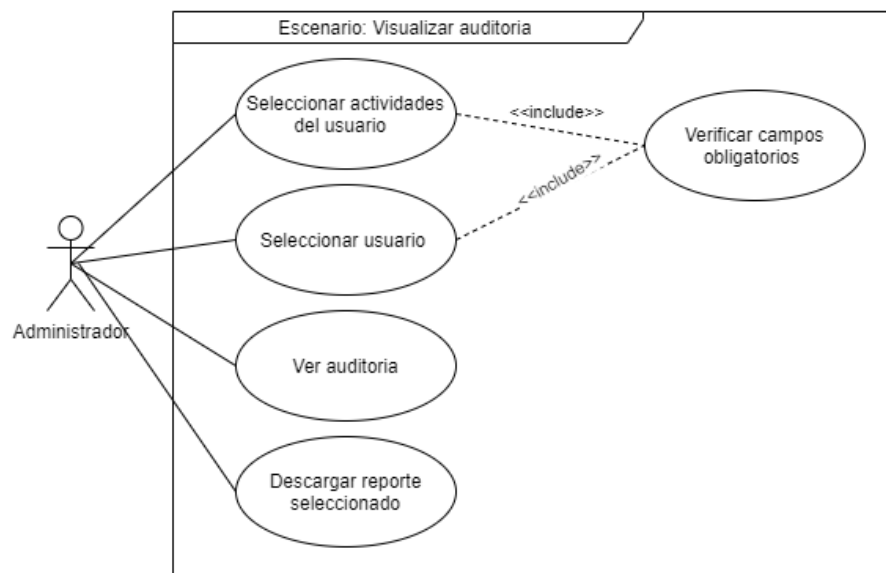 Escenario: Visualizar auditoria
Seleccionar actividades
del usuario
<<include>>
Verificar campos
obligatorios
<<include>>
Seleccionar usuario
Administrador
Ver auditoria
Descargar reporte
seleccionado